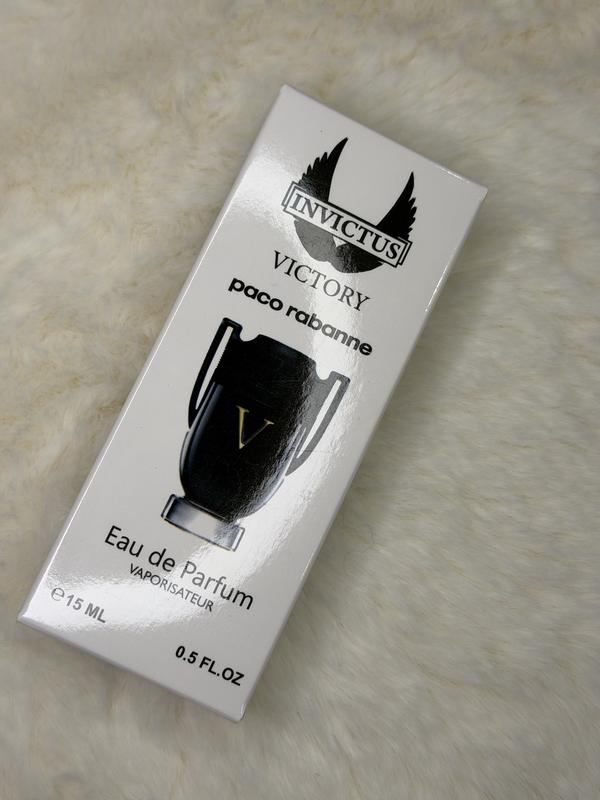 INVICTUS
VICTORY
paco rabanne
V
Eau de Parfum
VAPORISATEUR
℮15 ML
0.5 FL.OZ